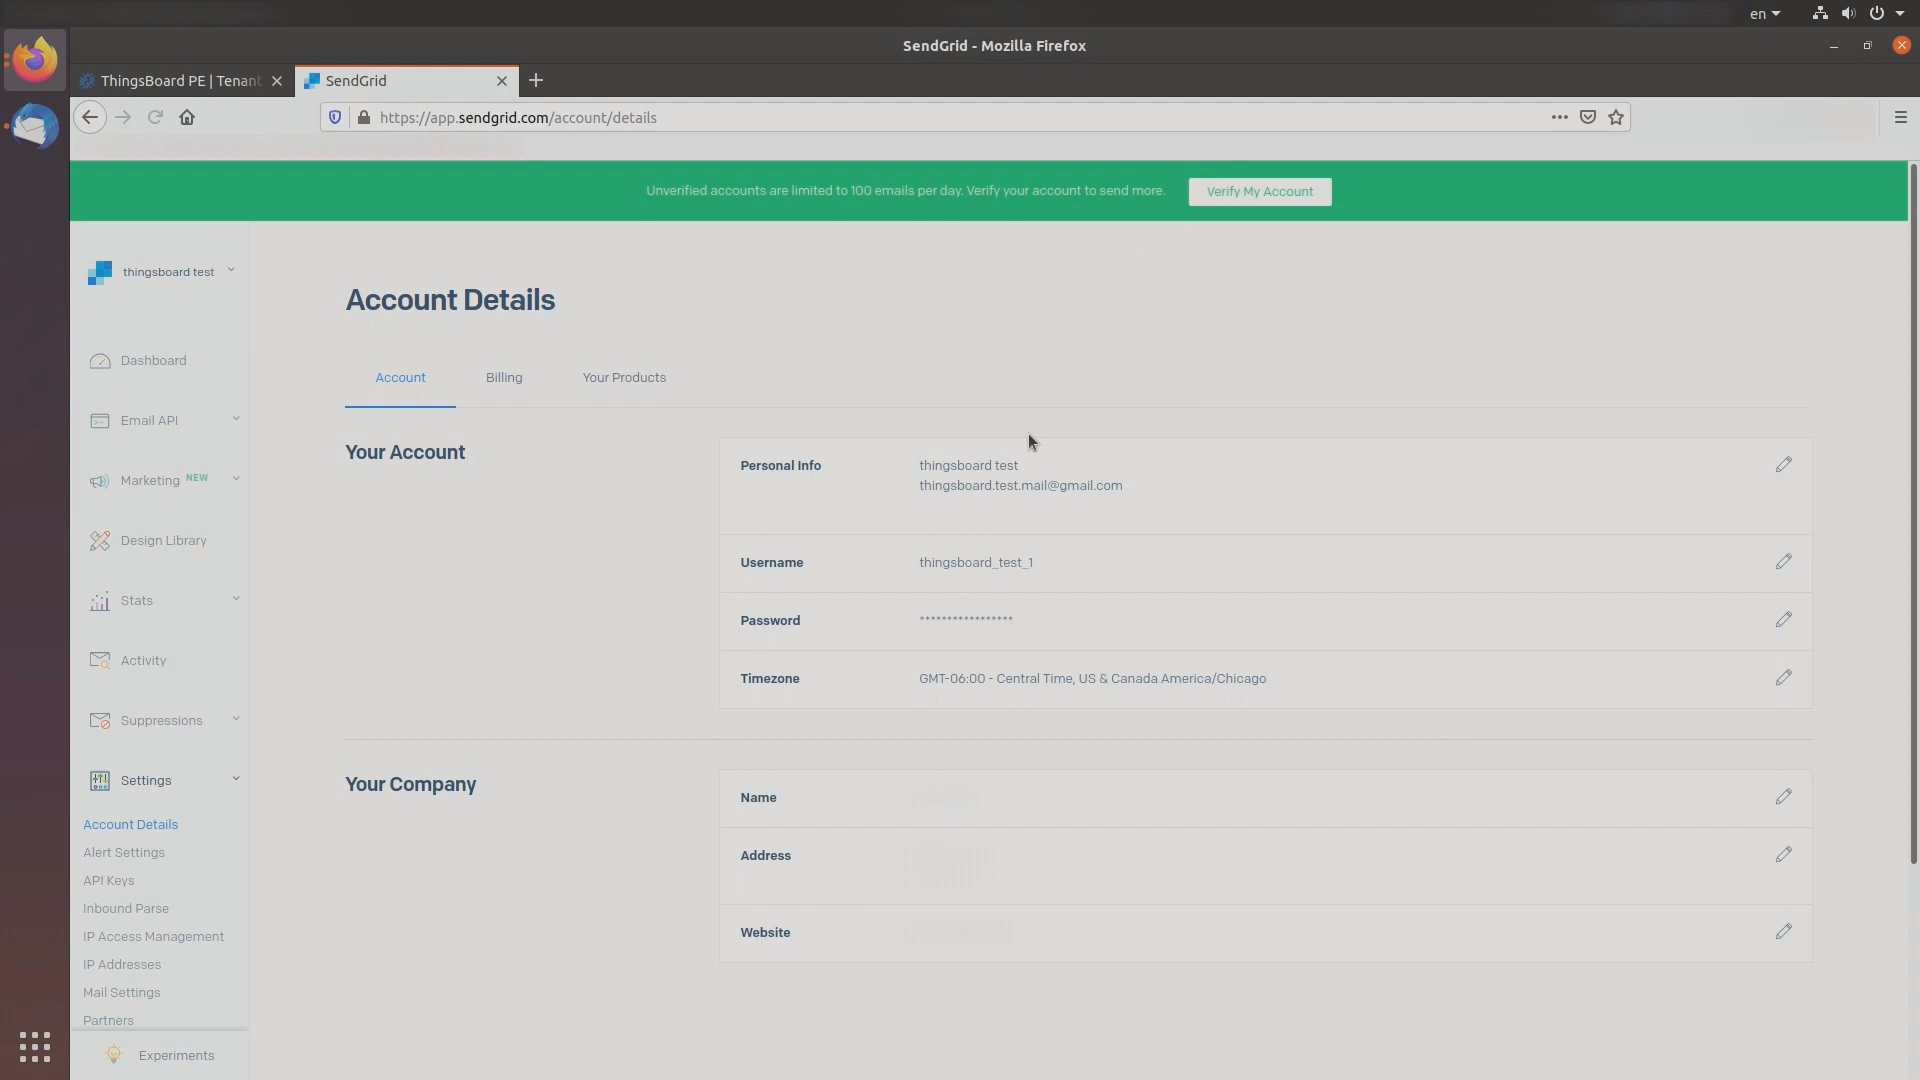 en
SendGrid - Mozilla Firefox
ThingsBoard PE | Tenant
SendGrid
https://app.sendgrid.com/account/details
Unverified accounts are limited to 100 emails per day. Verify your account to send more.
Verify My Account
thingsboard test
Dashboard
Email API
Marketing NEW
Design Library
Stats
Activity
Suppressions
Settings
Account Details
Alert Settings
API Keys
Inbound Parse
IP Access Management
IP Addresses
Mail Settings
Partners
Experiments
Account Details
Account
Billing
Your Products
Your Account
Personal Info
thingsboard test
thingsboard.test.mail@gmail.com
Username
thingsboard_test_1
Password
*****************
Timezone
GMT-06:00 - Central Time, US & Canada America/Chicago
Your Company
Name
Address
Website